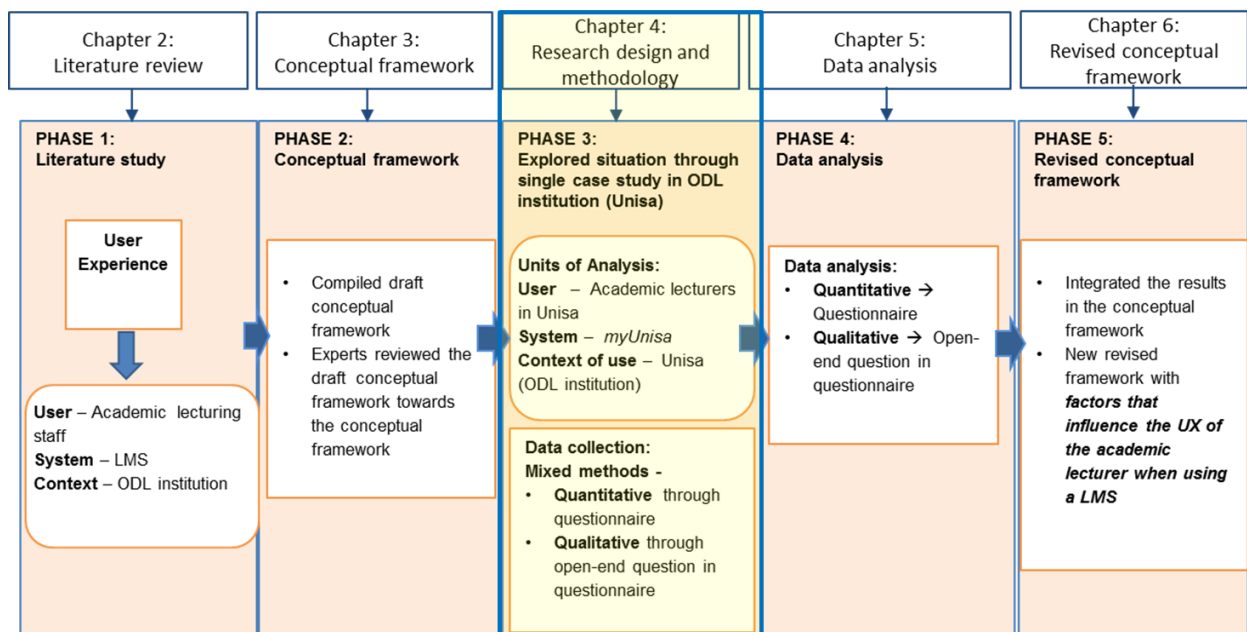 Chapter 2:
Literature review
Chapter 3:
Conceptual framework
Chapter 4:
Research design and
methodology
Chapter 5:
Data analysis
Chapter 6:
Revised conceptual
framework
PHASE 1:
Literature study
User
Experience
User – Academic lecturing
staff
System – LMS
Context – ODL institution
PHASE 2:
Conceptual framework
• Compiled draft
conceptual
framework
• Experts reviewed the
draft conceptual
framework towards
the conceptual
framework
PHASE 3:
Explored situation through
single case study in ODL
institution (Unisa)
Units of Analysis:
User – Academic lecturers
in Unisa
System – myUnisa
Context of use – Unisa
(ODL institution)
Data collection:
Mixed methods -
• Quantitative through
questionnaire
• Qualitative through
open-end question in
questionnaire
PHASE 4:
Data analysis
Data analysis:
• Quantitative →
Questionnaire
• Qualitative → Open-
end question in
questionnaire
PHASE 5:
Revised conceptual
framework
• Integrated the results
in the conceptual
framework
• New revised
framework with
factors that
influence the UX of
the academic
lecturer when using
a LMS